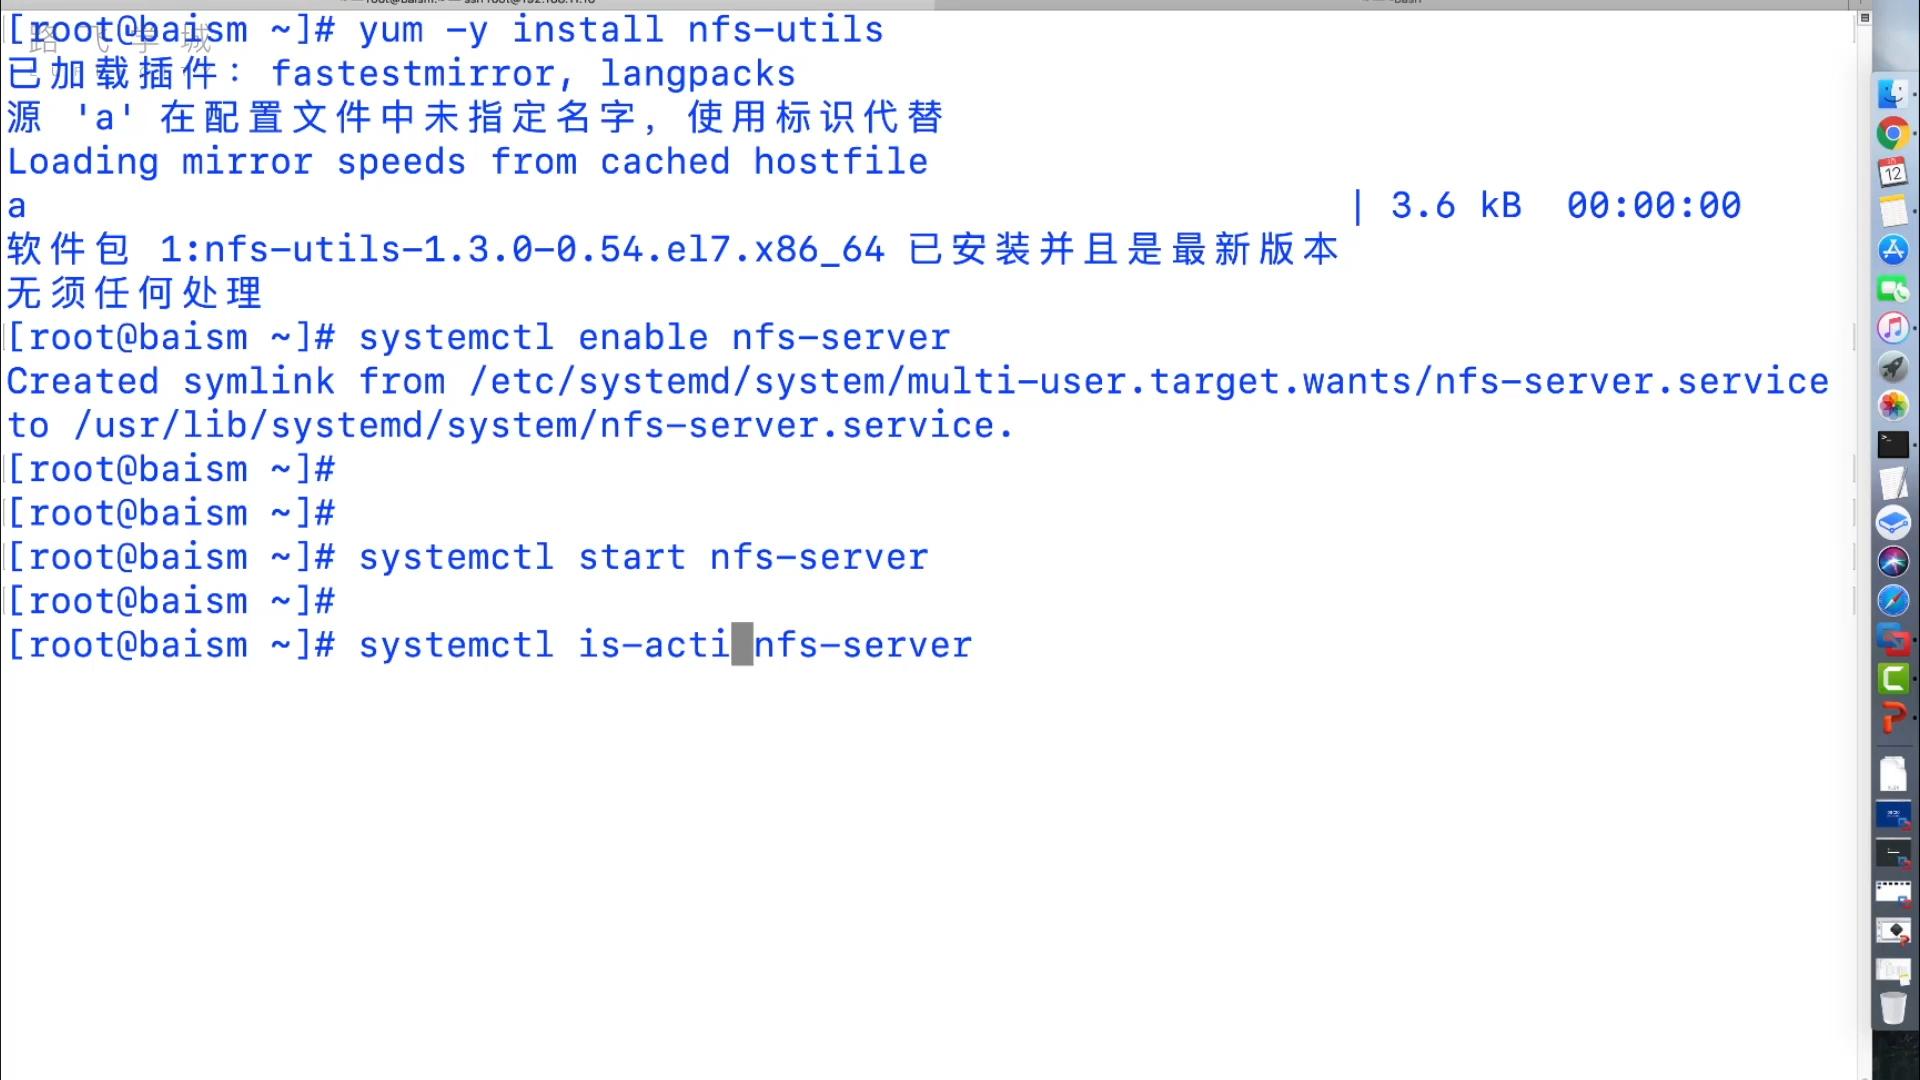 [root@baism ~]# yum -y install nfs-utils
已加载插件：fastestmirror, langpacks
源 'a' 在配置文件中未指定名字，使用标识代替
Loading mirror speeds from cached hostfile
a | 3.6 kB 00:00:00
软件包 1:nfs-utils-1.3.0-0.54.el7.x86_64 已安装并且是最新版本
无须任何处理
[root@baism ~]# systemctl enable nfs-server
Created symlink from /etc/systemd/system/multi-user.target.wants/nfs-server.service
to /usr/lib/systemd/system/nfs-server.service.
[root@baism ~]#
[root@baism ~]#
[root@baism ~]# systemctl start nfs-server
[root@baism ~]#
[root@baism ~]# systemctl is-acti nfs-server
路飞学城
12